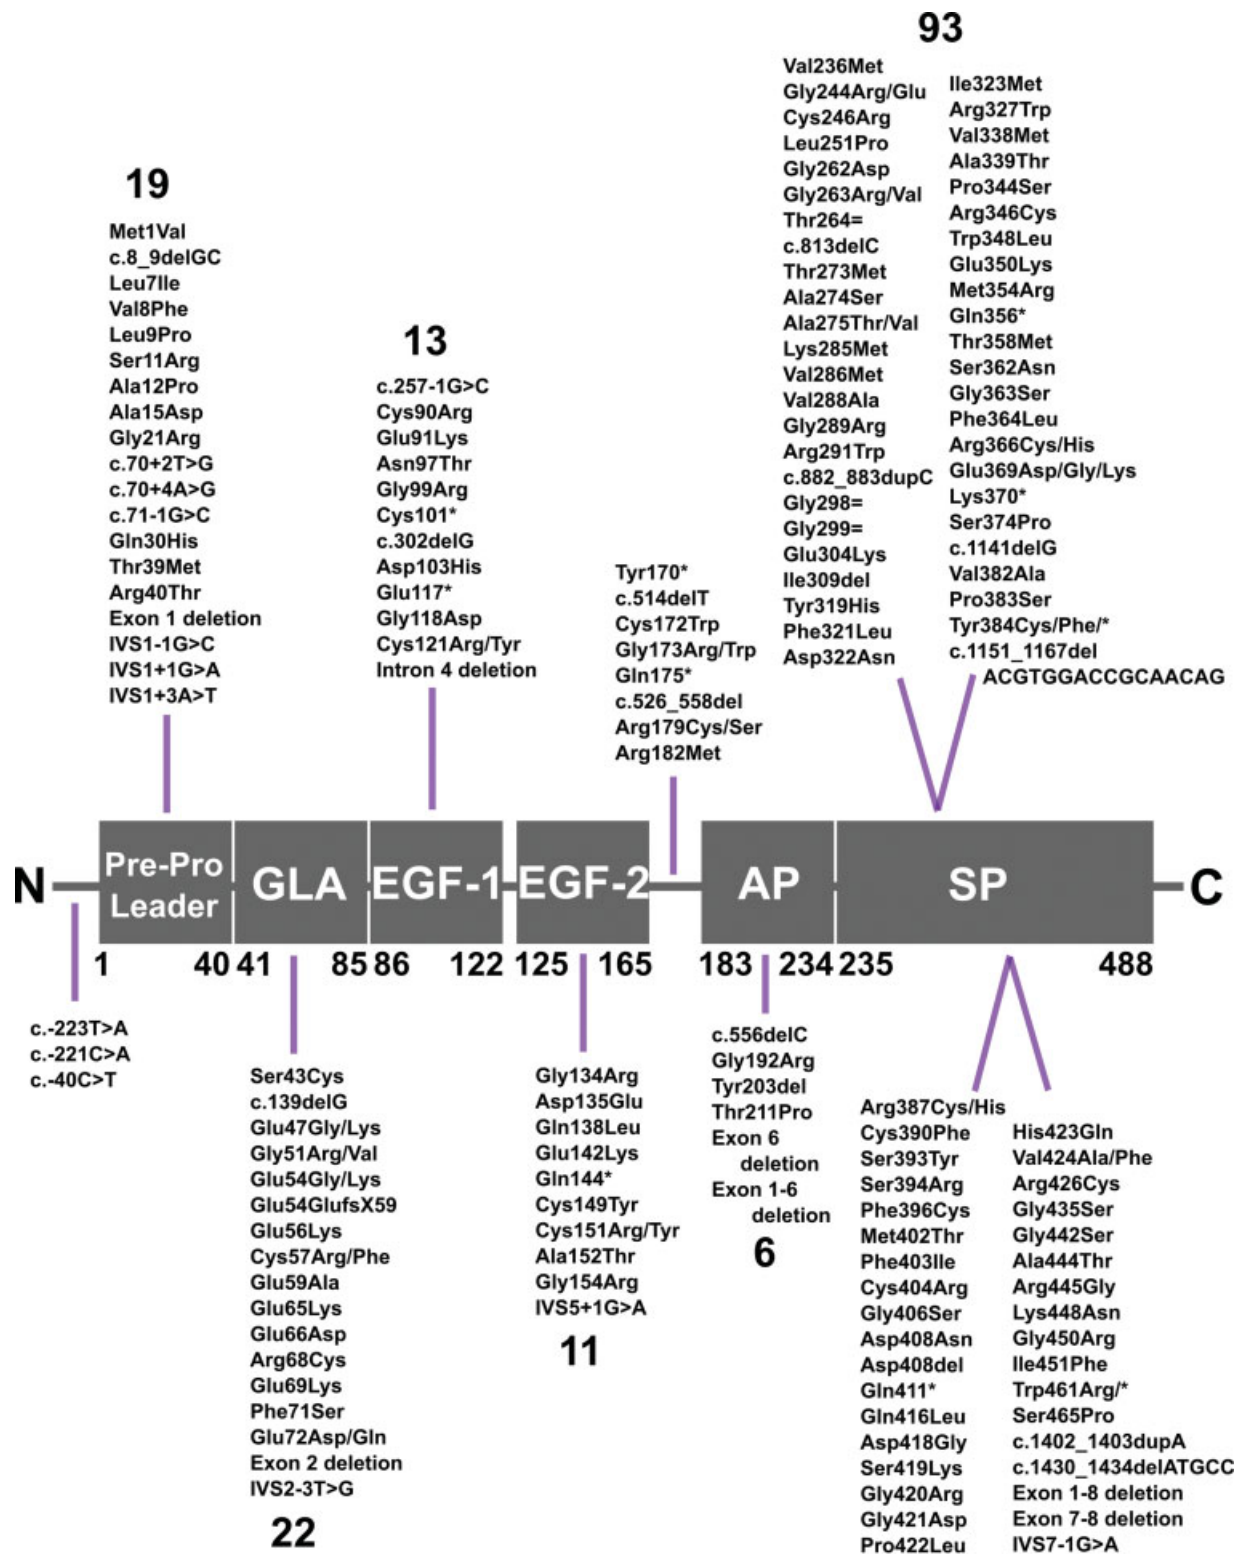 93
Val236Met
Gly244Arg/Glu
Cys246Arg
Leu251Pro
Gly262Asp
Gly263Arg/Val
Thr264=
c.813delC
Thr273Met
Ala274Ser
Ala275Thr/Val
Lys285Met
Val286Met
Val288Ala
Gly289Arg
Arg291Trp
c.882_883dupC
Gly298=
Gly299=
Glu304Lys
Ile309del
Tyr319His
Phe321Leu
Asp322Asn
Ile323Met
Arg327Trp
Val338Met
Ala339Thr
Pro344Ser
Arg346Cys
Trp348Leu
Glu350Lys
Met354Arg
Gln356*
Thr358Met
Ser362Asn
Gly363Ser
Phe364Leu
Arg366Cys/His
Glu369Asp/Gly/Lys
Lys370*
Ser374Pro
c.1141delG
Val382Ala
Pro383Ser
Tyr384Cys/Phe/*
c.1151_1167del
ACGTGGACCGCAACAG
19
Met1Val
c.8_9delGC
Leu7Ile
Val8Phe
Leu9Pro
Ser11Arg
Ala12Pro
Ala15Asp
Gly21Arg
c.70+2T>G
c.70+4A>G
c.71-1G>C
Gln30His
Thr39Met
Arg40Thr
Exon 1 deletion
IVS1-1G>C
IVS1+1G>A
IVS1+3A>T
13
c.257-1G>C
Cys90Arg
Glu91Lys
Asn97Thr
Gly99Arg
Cys101*
c.302delG
Asp103His
Glu117*
Gly118Asp
Cys121Arg/Tyr
Intron 4 deletion
Tyr170*
c.514delT
Cys172Trp
Gly173Arg/Trp
Gln175*
c.526_558del
Arg179Cys/Ser
Arg182Met
N
Pre-Pro
Leader
GLA
EGF-1
EGF-2
AP
SP
C
1 40 41 85 86 122 125 165 183 234 235 488
c.-223T>A
c.-221C>A
c.-40C>T
Ser43Cys
c.139delG
Glu47Gly/Lys
Gly51Arg/Val
Glu54Gly/Lys
Glu54GlufsX59
Glu56Lys
Cys57Arg/Phe
Glu59Ala
Glu65Lys
Glu66Asp
Arg68Cys
Glu69Lys
Phe71Ser
Glu72Asp/Gln
Exon 2 deletion
IVS2-3T>G
22
Gly134Arg
Asp135Glu
Gln138Leu
Glu142Lys
Gln144*
Cys149Tyr
Cys151Arg/Tyr
Ala152Thr
Gly154Arg
IVS5+1G>A
11
c.556delC
Gly192Arg
Tyr203del
Thr211Pro
Exon 6
deletion
Exon 1-6
deletion
6
Arg387Cys/His
Cys390Phe
Ser393Tyr
Ser394Arg
Phe396Cys
Met402Thr
Phe403Ile
Cys404Arg
Gly406Ser
Asp408Asn
Asp408del
Gln411*
Gln416Leu
Asp418Gly
Ser419Lys
Gly420Arg
Gly421Asp
Pro422Leu
His423Gln
Val424Ala/Phe
Arg426Cys
Gly435Ser
Gly442Ser
Ala444Thr
Arg445Gly
Lys448Asn
Gly450Arg
Ile451Phe
Trp461Arg/*
Ser465Pro
c.1402_1403dupA
c.1430_1434delATGCC
Exon 1-8 deletion
Exon 7-8 deletion
IVS7-1G>A